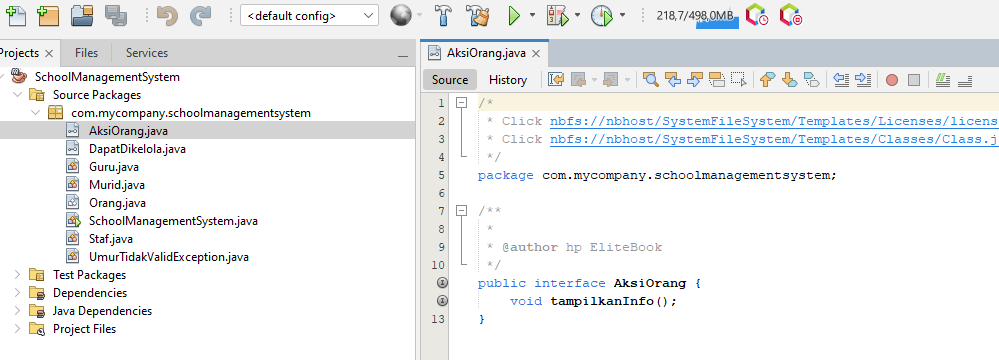 <default config>
218,7/498,0MB
Projects
Files
Services
SchoolManagementSystem
Source Packages
com.mycompany.schoolmanagementsystem
AksiOrang.java
DapatDikelola.java
Guru.java
Murid.java
Orang.java
SchoolManagementSystem.java
Staf.java
UmurTidakValidException.java
Test Packages
Dependencies
Java Dependencies
Project Files
AksiOrang.java
Source
History
1 /*
2 * Click nbfs://nbhost/SystemFileSystem/Templates/Licenses/licens
3 * Click nbfs://nbhost/SystemFileSystem/Templates/Classes/Class.j
4 */
5 package com.mycompany.schoolmanagementsystem;
6
7 /**
8 *
9 * @author hp EliteBook
10 */
public interface AksiOrang {
void tampilkanInfo();
13 }